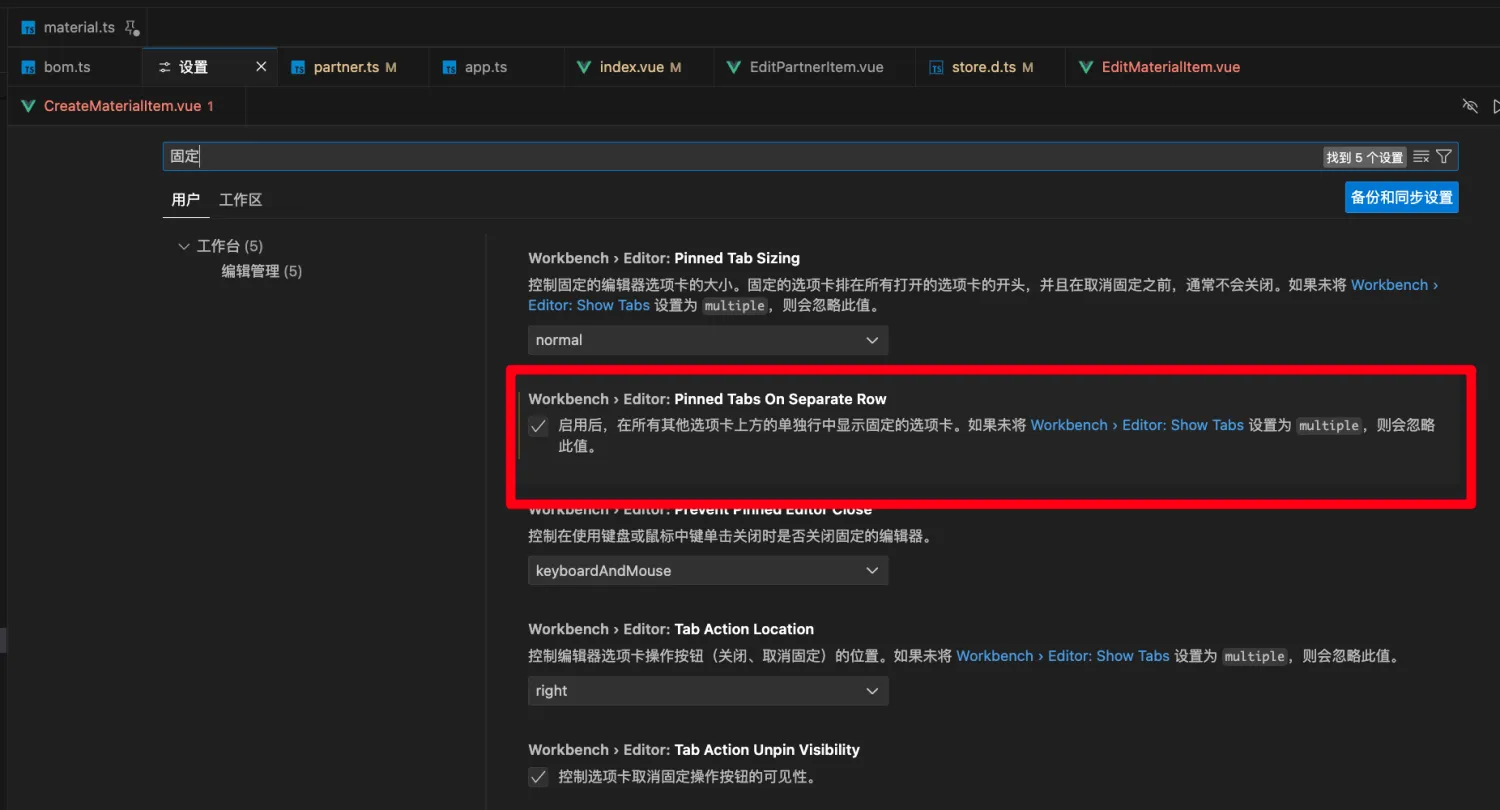 material.ts
bom.ts 设置 partner.ts M app.ts index.vue M EditPartnerItem.vue store.d.ts M EditMaterialItem.vue
CreateMaterialItem.vue 1
固定 找到 5 个设置
用户 工作区 备份和同步设置
工作台 (5)
编辑管理 (5)
Workbench › Editor: Pinned Tab Sizing
控制固定的编辑器选项卡的大小。固定的选项卡排在所有打开的选项卡的开头，并且在取消固定之前，通常不会关闭。如果未将 Workbench ›
Editor: Show Tabs 设置为 multiple，则会忽略此值。
normal
Workbench › Editor: Pinned Tabs On Separate Row
启用后，在所有其他选项卡上方的单独行中显示固定的选项卡。如果未将 Workbench › Editor: Show Tabs 设置为 multiple，则会忽略
此值。
Workbench › Editor: Prevent Pinned Editor Close
控制在使用键盘或鼠标中键单击关闭时是否关闭固定的编辑器。
keyboardAndMouse
Workbench › Editor: Tab Action Location
控制编辑器选项卡操作按钮（关闭、取消固定）的位置。如果未将 Workbench › Editor: Show Tabs 设置为 multiple，则会忽略此值。
right
Workbench › Editor: Tab Action Unpin Visibility
控制选项卡取消固定操作按钮的可见性。